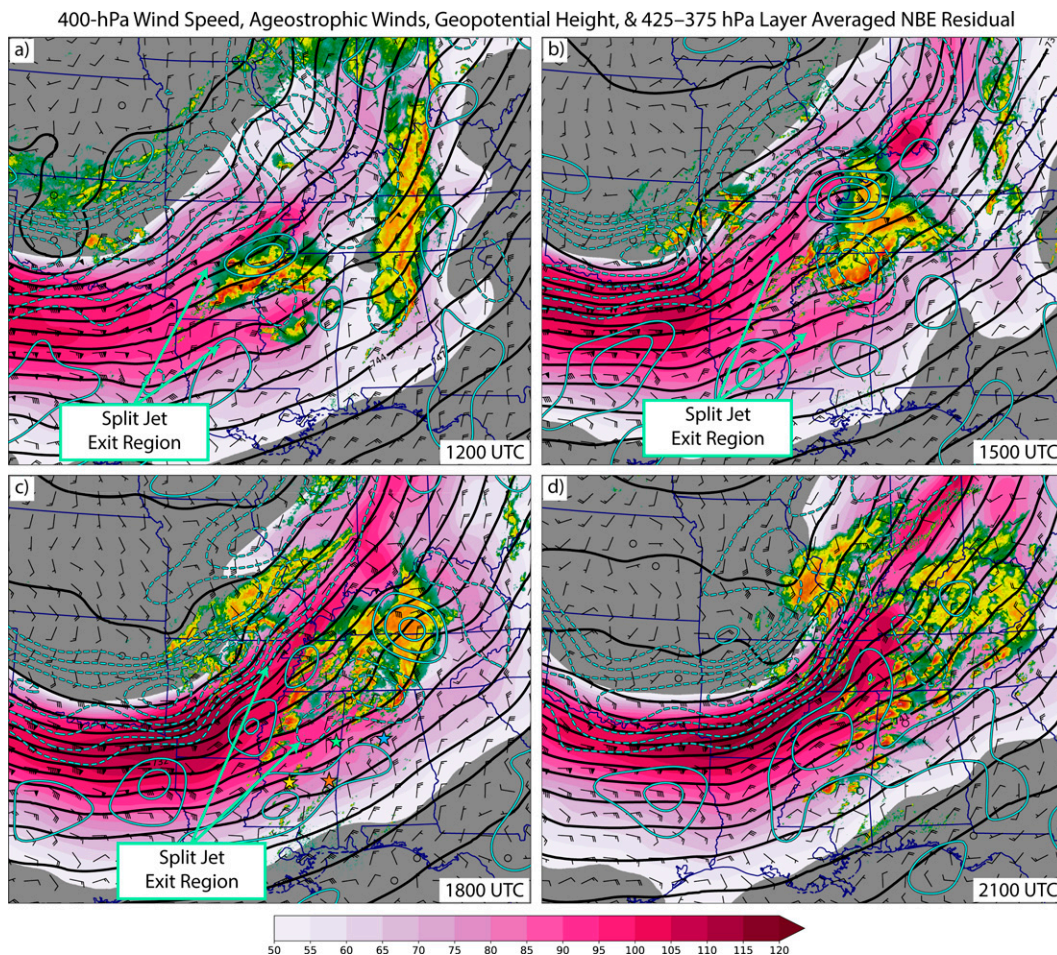 400-hPa Wind Speed, Ageostrophic Winds, Geopotential Height, & 425–375 hPa Layer Averaged NBE Residual
a)
744
Split Jet
Exit Region
1200 UTC
b)
Split Jet
Exit Region
1500 UTC
c)
Split Jet
Exit Region
1800 UTC
d)
2100 UTC
50 55 60 65 70 75 80 85 90 95 100 105 110 115 120